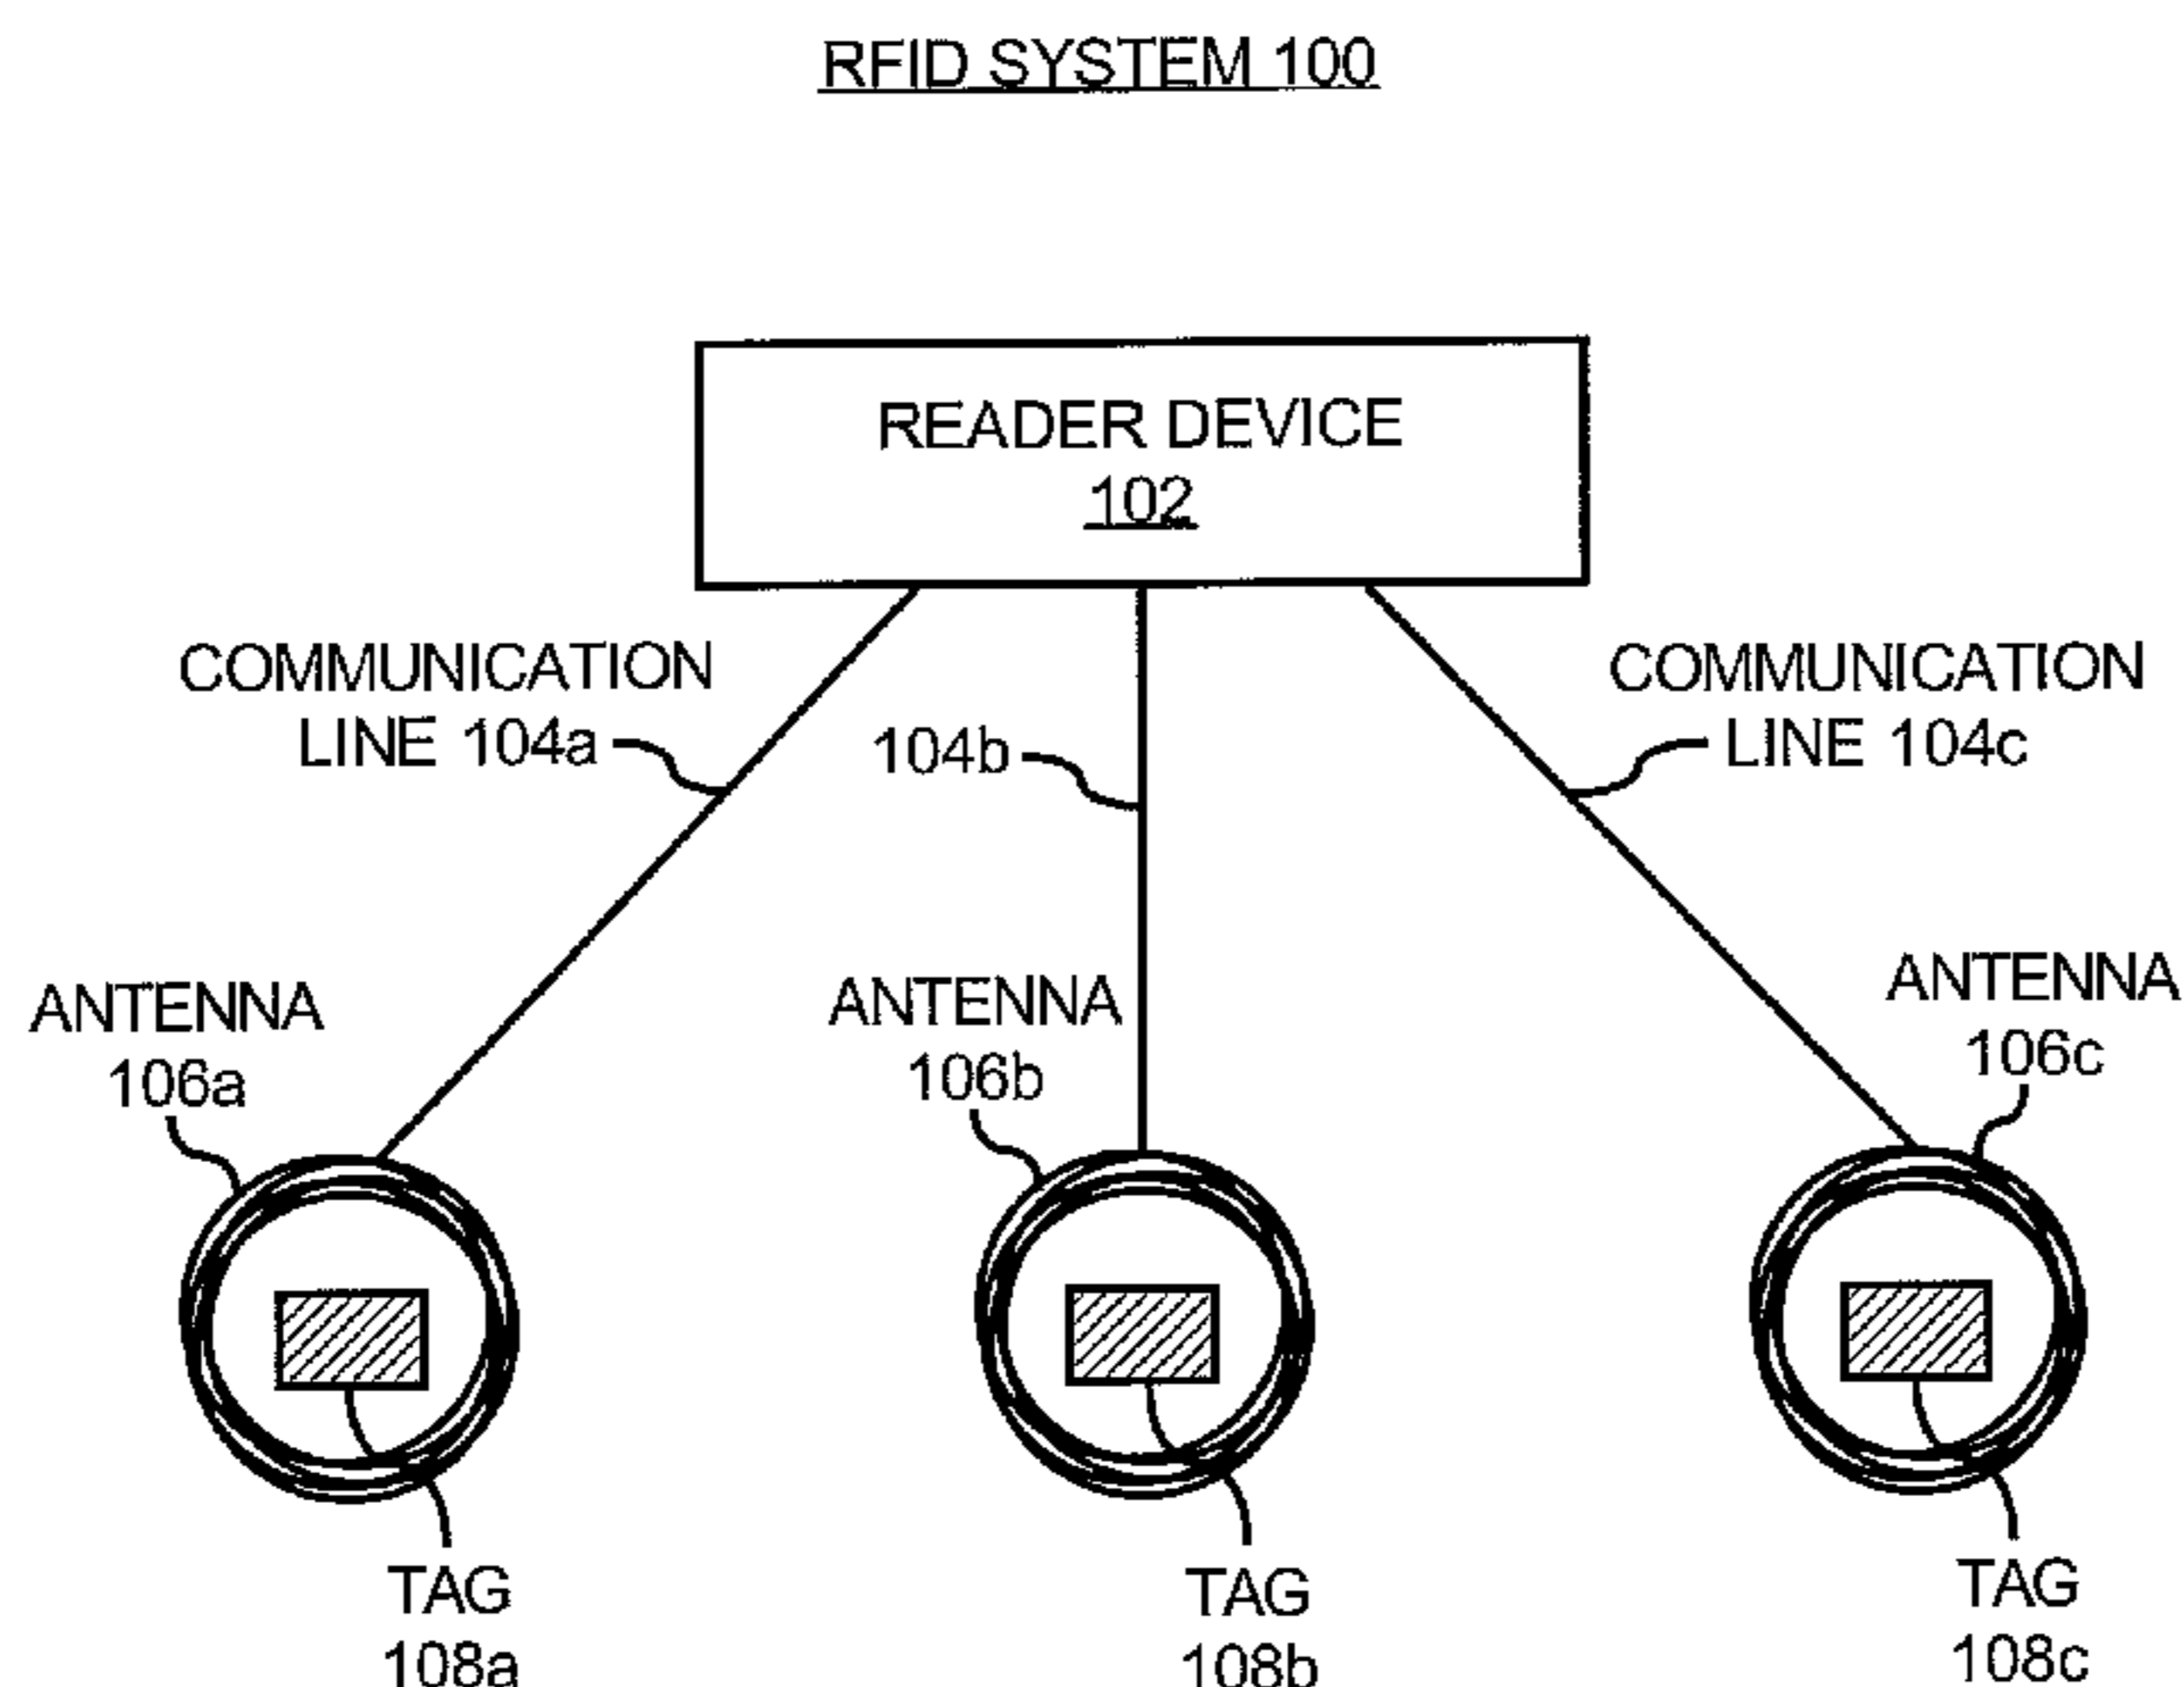 RFID SYSTEM 100
READER DEVICE
102
COMMUNICATION
LINE 104a
104b
COMMUNICATION
LINE 104c
ANTENNA
106a
ANTENNA
106b
ANTENNA
106c
TAG
108a
TAG
108b
TAG
108c